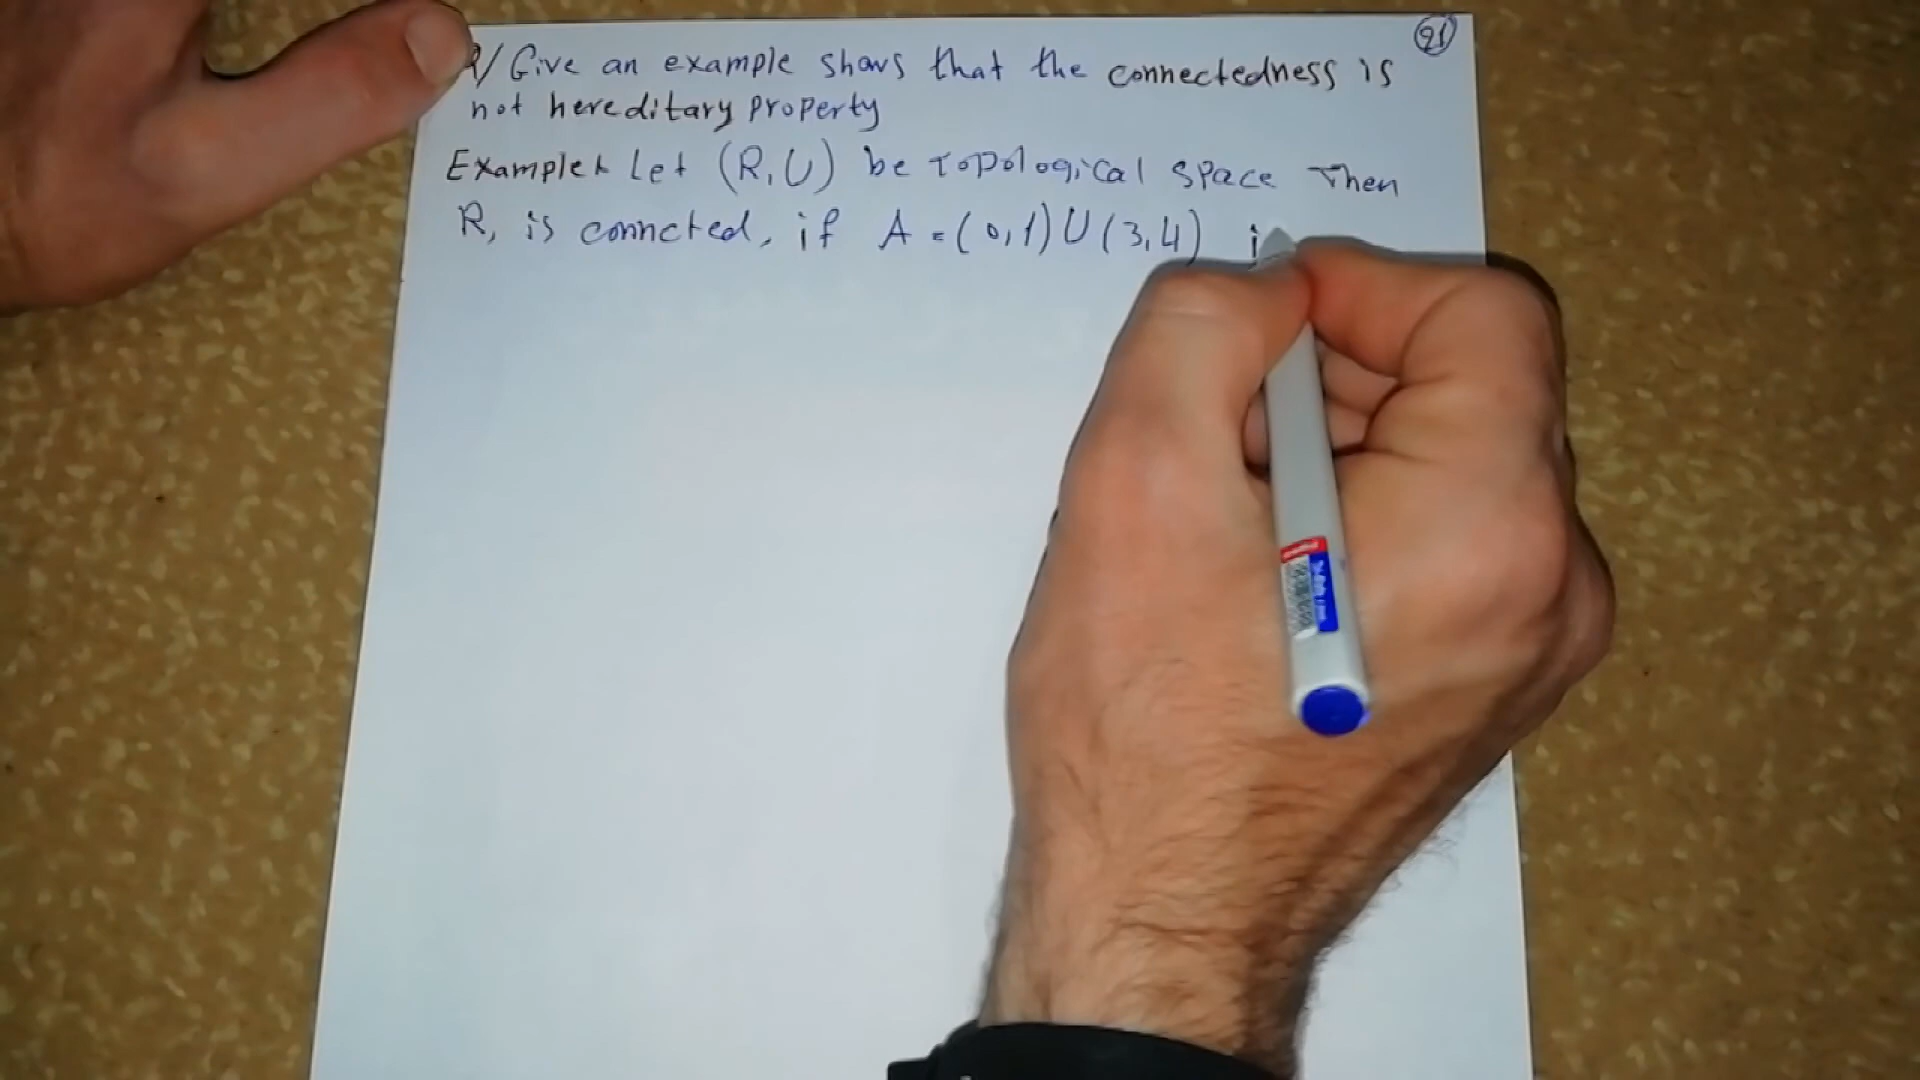 21
Q/ Give an example shows that the connectedness is
not hereditary property
Example: Let (R,U) be Topological space Then
R, is conncted, if A = (0,1) U (3,4) i